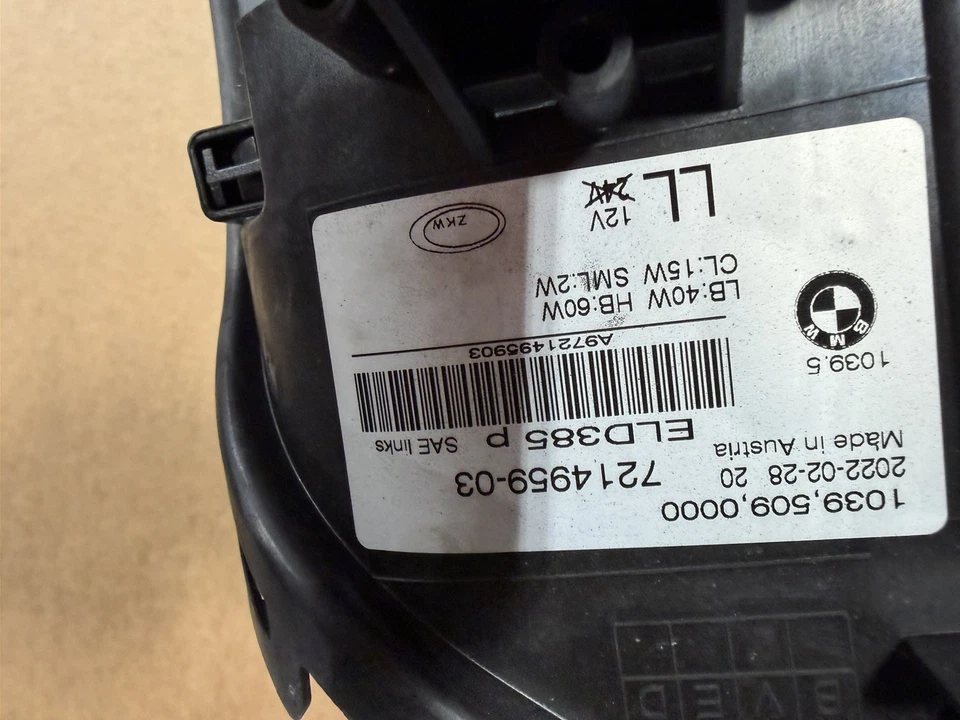 1039,509,0000
2022-02-28 20 7214959-03
Made in Austria ELD385 P SAE links
1039.5
BMW
A9721495903
LB:40W HB:60W
CL:15W SML:2W
LL
12V
24V
ZKW